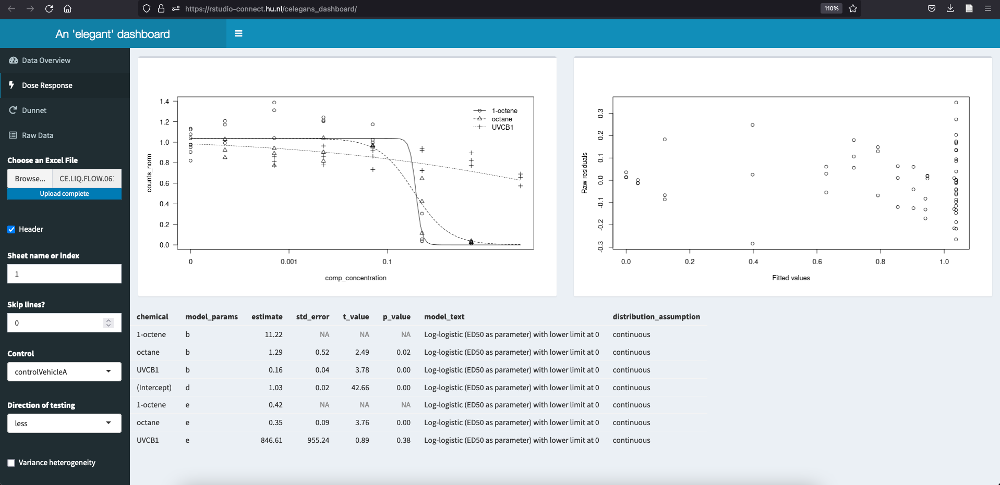 https://rstudio-connect.hu.nl/celegans_dashboard/
110%
An 'elegant' dashboard
Data Overview
Dose Response
Dunnet
Raw Data
Choose an Excel File
Browse... CE.LIQ.FLOW.06
Upload complete
Header
Sheet name or index
1
Skip lines?
0
Control
controlVehicleA
Direction of testing
less
Variance heterogeneity
counts_norm
1.4
1.2
1.0
0.8
0.6
0.4
0.2
0.0
1-octene
octane
UVCB1
0 0.001 0.1
comp_concentration
Raw residuals
0.3
0.2
0.1
0.0
-0.1
-0.2
-0.3
0.0 0.2 0.4 0.6 0.8 1.0
Fitted values
chemical model_params estimate std_error t_value p_value model_text distribution_assumption
1-octene b 11.22 NA NA NA Log-logistic (ED50 as parameter) with lower limit at 0 continuous
octane b 1.29 0.52 2.49 0.02 Log-logistic (ED50 as parameter) with lower limit at 0 continuous
UVCB1 b 0.16 0.04 3.78 0.00 Log-logistic (ED50 as parameter) with lower limit at 0 continuous
(Intercept) d 1.03 0.02 42.66 0.00 Log-logistic (ED50 as parameter) with lower limit at 0 continuous
1-octene e 0.42 NA NA NA Log-logistic (ED50 as parameter) with lower limit at 0 continuous
octane e 0.35 0.09 3.76 0.00 Log-logistic (ED50 as parameter) with lower limit at 0 continuous
UVCB1 e 846.61 955.24 0.89 0.38 Log-logistic (ED50 as parameter) with lower limit at 0 continuous